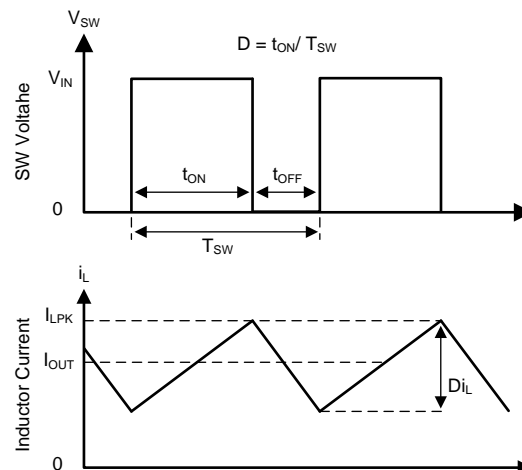 V_SW
D = t_ON/ T_SW
V_IN
SW Voltahe
t_ON
t_OFF
0
T_SW
i_L
I_LPK
I_OUT
Inductor Current
Di_L
0